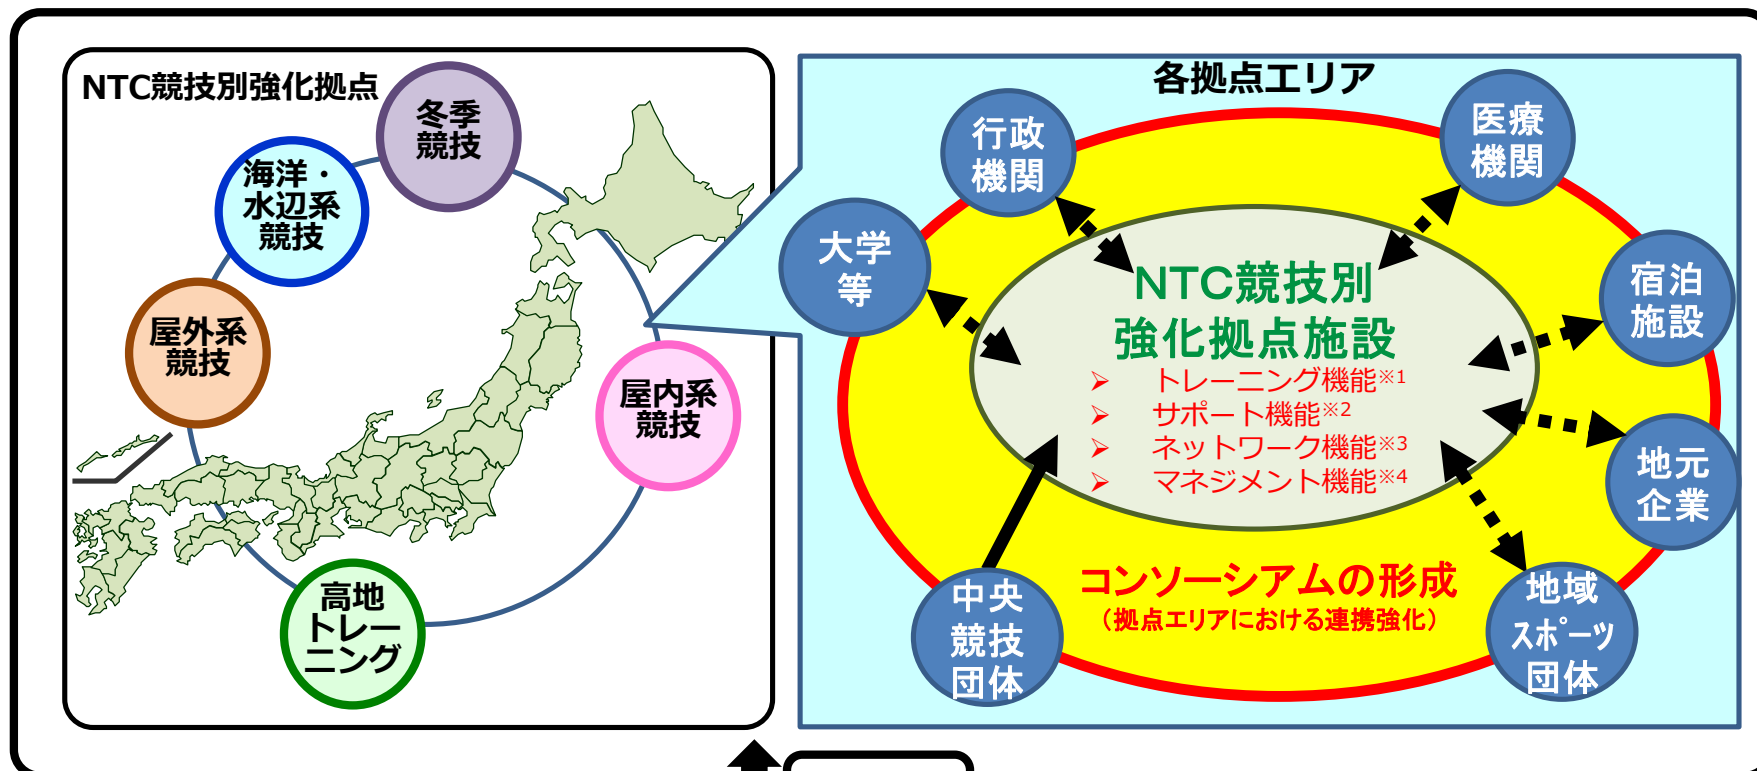 NTC競技別強化拠点
冬季
競技
海洋・
水辺系
競技
屋外系
競技
屋内系
競技
高地
トレー
ニング
各拠点エリア
行政
機関
医療
機関
大学
等
宿泊
施設
地元
企業
地域
ｽﾎﾟｰﾂ
団体
中央
競技
団体
NTC競技別
強化拠点施設
➢ トレーニング機能※1
➢ サポート機能※2
➢ ネットワーク機能※3
➢ マネジメント機能※4
コンソーシアムの形成
（拠点エリアにおける連携強化）